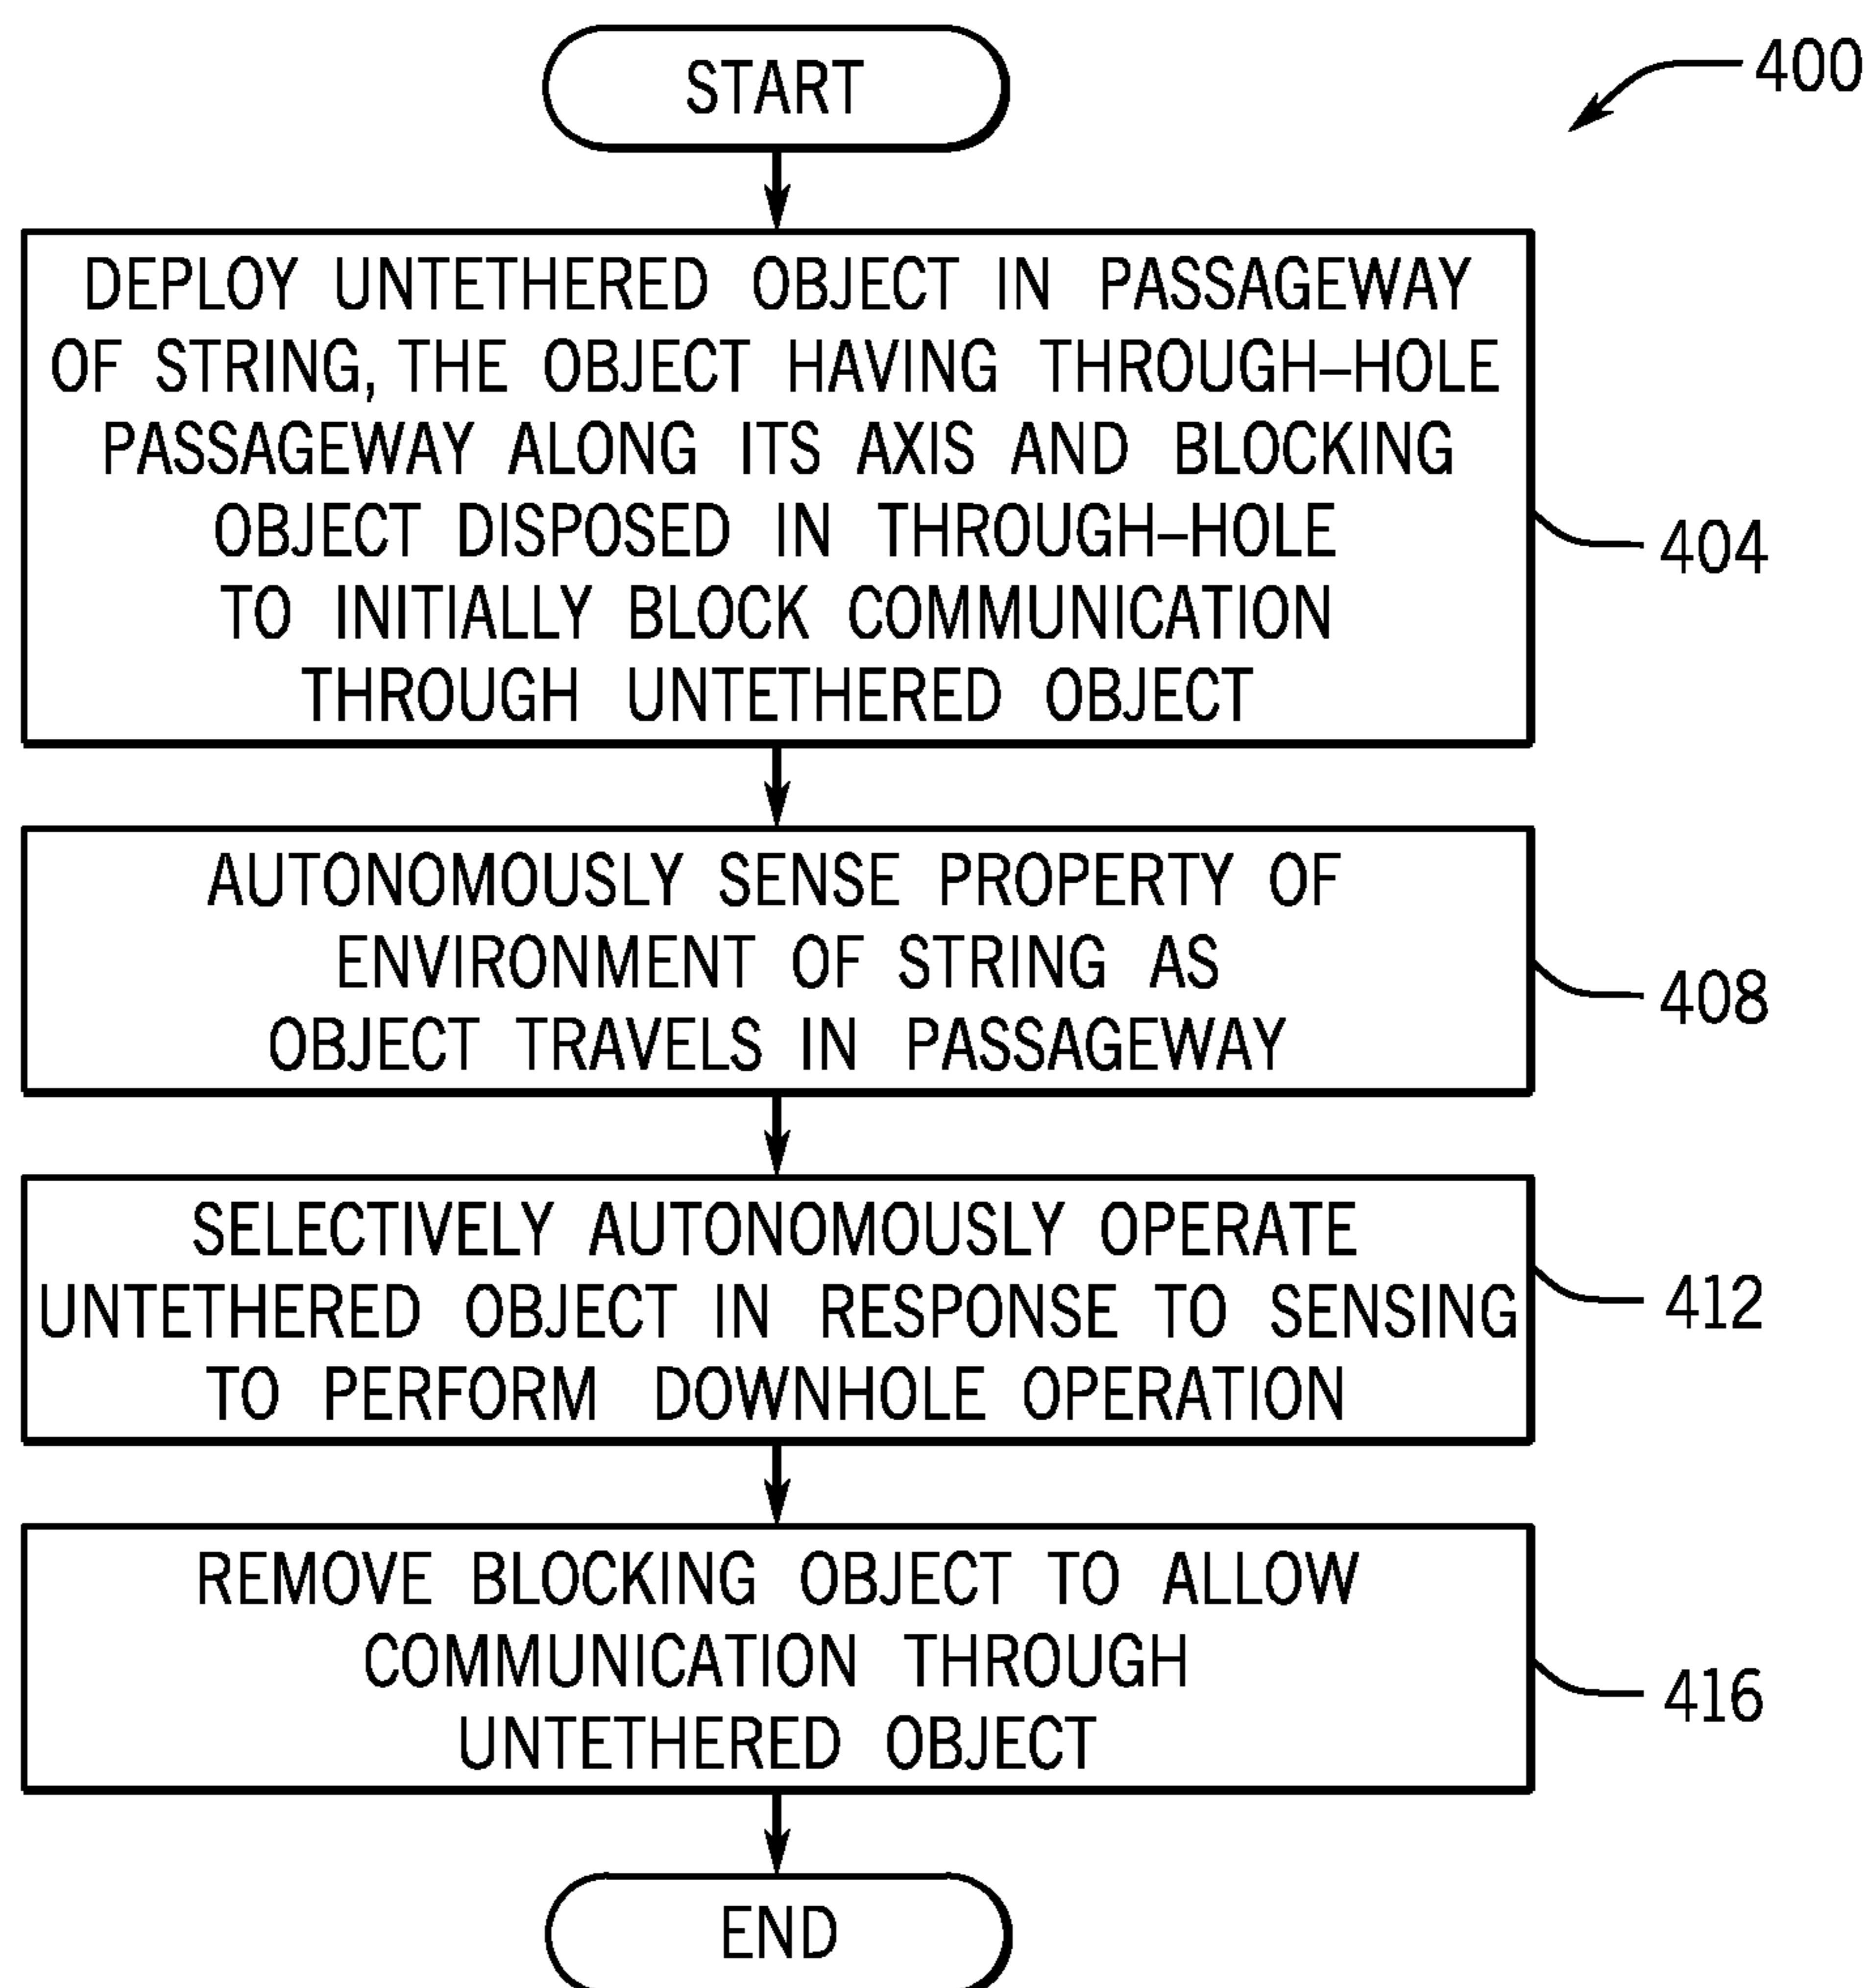 START
400
DEPLOY UNTETHERED OBJECT IN PASSAGEWAY
OF STRING, THE OBJECT HAVING THROUGH-HOLE
PASSAGEWAY ALONG ITS AXIS AND BLOCKING
OBJECT DISPOSED IN THROUGH-HOLE
TO INITIALLY BLOCK COMMUNICATION
THROUGH UNTETHERED OBJECT
404
AUTONOMOUSLY SENSE PROPERTY OF
ENVIRONMENT OF STRING AS
OBJECT TRAVELS IN PASSAGEWAY
408
SELECTIVELY AUTONOMOUSLY OPERATE
UNTETHERED OBJECT IN RESPONSE TO SENSING
TO PERFORM DOWNHOLE OPERATION
412
REMOVE BLOCKING OBJECT TO ALLOW
COMMUNICATION THROUGH
UNTETHERED OBJECT
416
END